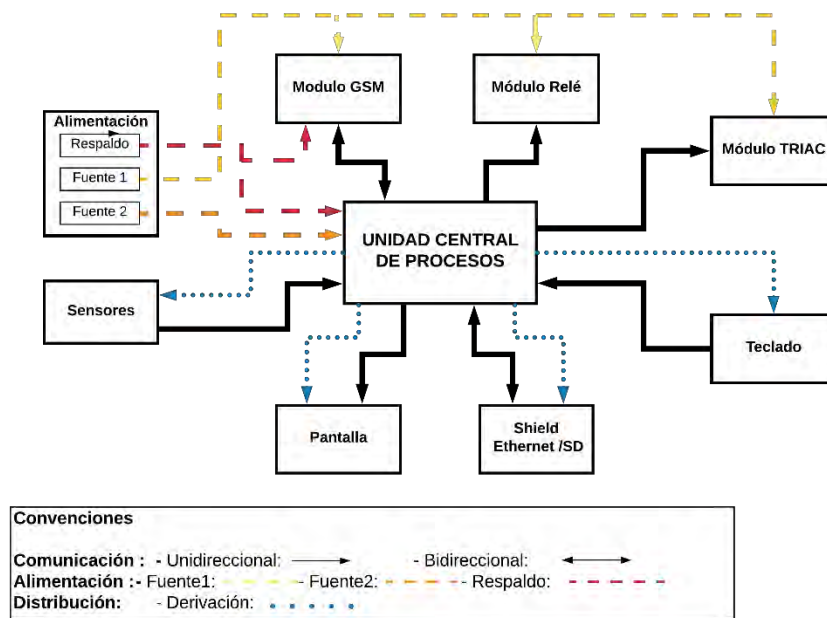 Modulo GSM
Módulo Relé
Alimentación
Respaldo
Fuente 1
Fuente 2
Módulo TRIAC
UNIDAD CENTRAL
DE PROCESOS
Sensores
Teclado
Pantalla
Shield
Ethernet /SD
Convenciones
Comunicación : - Unidireccional: - Bidireccional:
Alimentación :- Fuente1: - Fuente2: - Respaldo:
Distribución: - Derivación: